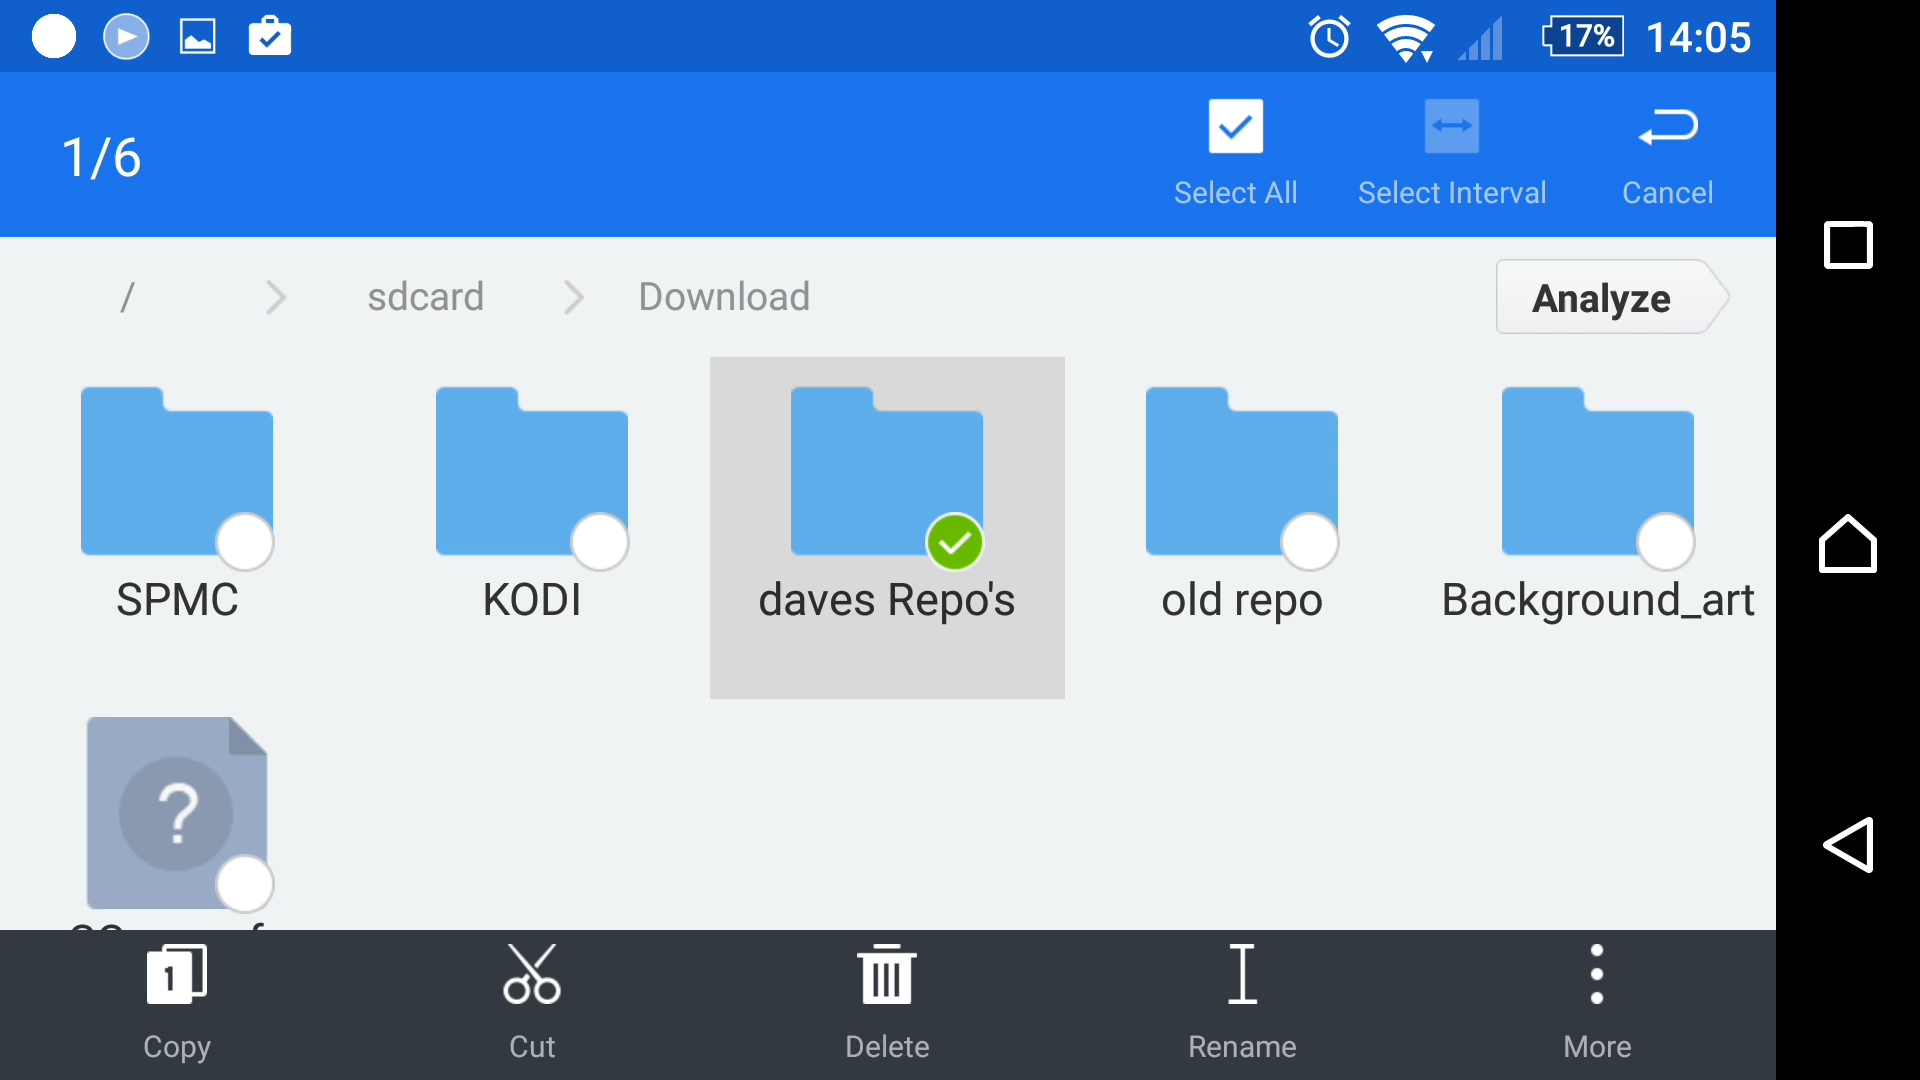 17% 14:05
1/6
Select All Select Interval Cancel
/ sdcard Download Analyze
SPMC KODI daves Repo's old repo Background_art
?
1
Copy Cut Delete Rename More